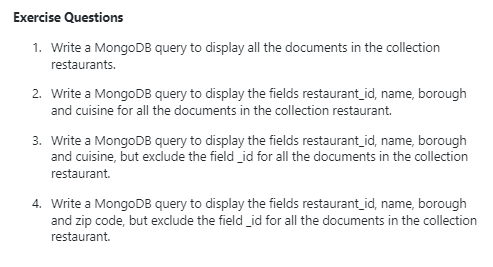 Exercise Questions
1. Write a MongoDB query to display all the documents in the collection
restaurants.
2. Write a MongoDB query to display the fields restaurant_id, name, borough
and cuisine for all the documents in the collection restaurant.
3. Write a MongoDB query to display the fields restaurant_id, name, borough
and cuisine, but exclude the field _id for all the documents in the collection
restaurant.
4. Write a MongoDB query to display the fields restaurant_id, name, borough
and zip code, but exclude the field _id for all the documents in the collection
restaurant.